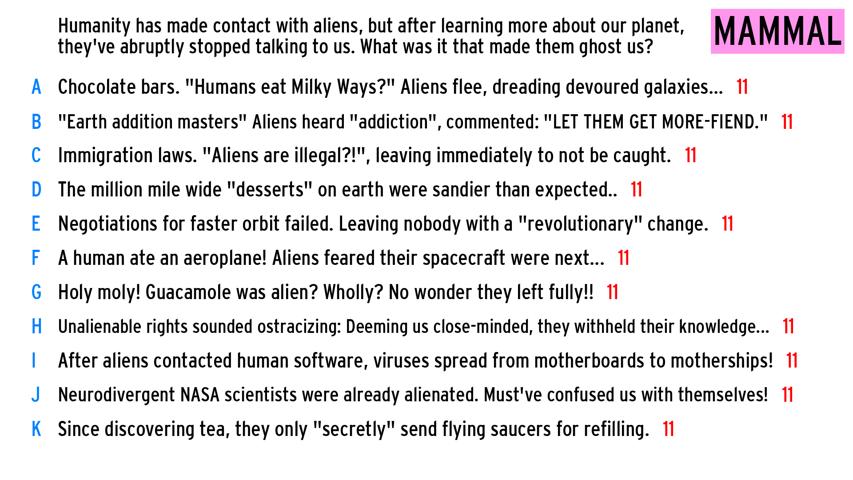 Humanity has made contact with aliens, but after learning more about our planet,
they've abruptly stopped talking to us. What was it that made them ghost us?
MAMMAL
A Chocolate bars. "Humans eat Milky Ways?" Aliens flee, dreading devoured galaxies... 11
B "Earth addition masters" Aliens heard "addiction", commented: "LET THEM GET MORE-FIEND." 11
C Immigration laws. "Aliens are illegal?!", leaving immediately to not be caught. 11
D The million mile wide "desserts" on earth were sandier than expected.. 11
E Negotiations for faster orbit failed. Leaving nobody with a "revolutionary" change. 11
F A human ate an aeroplane! Aliens feared their spacecraft were next... 11
G Holy moly! Guacamole was alien? Wholly? No wonder they left fully!! 11
H Unalienable rights sounded ostracizing: Deeming us close-minded, they withheld their knowledge... 11
I After aliens contacted human software, viruses spread from motherboards to motherships! 11
J Neurodivergent NASA scientists were already alienated. Must've confused us with themselves! 11
K Since discovering tea, they only "secretly" send flying saucers for refilling. 11